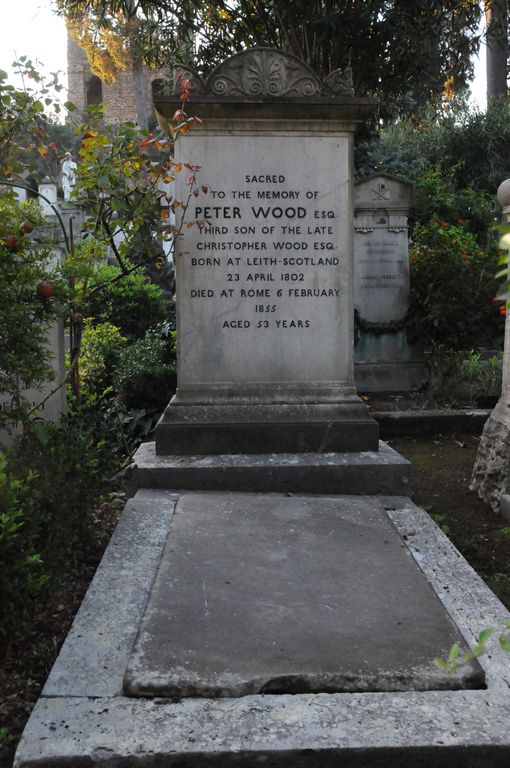 SACRED
TO THE MEMORY OF
PETER WOOD ESQ.
THIRD SON OF THE LATE
CHRISTOPHER WOOD ESQ.
BORN AT LEITH-SCOTLAND
23 APRIL 1802
DIED AT ROME 6 FEBRUARY
1855
AGED 53 YEARS